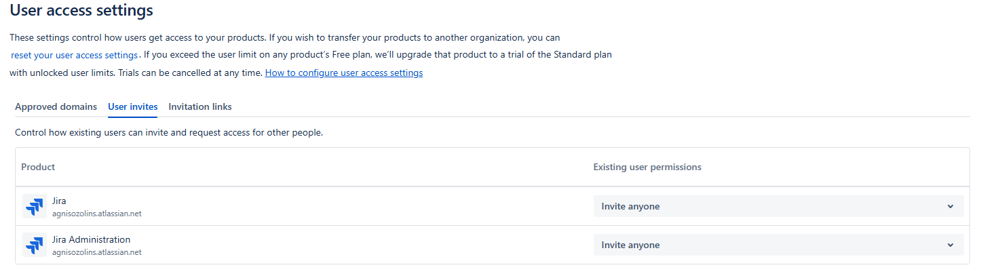 User access settings
These settings control how users get access to your products. If you wish to transfer your products to another organization, you can
reset your user access settings. If you exceed the user limit on any product's Free plan, we'll upgrade that product to a trial of the Standard plan
with unlocked user limits. Trials can be cancelled at any time. How to configure user access settings
Approved domains User invites Invitation links
Control how existing users can invite and request access for other people.
Product Existing user permissions
Jira
agnisozolins.atlassian.net
Invite anyone
Jira Administration
agnisozolins.atlassian.net
Invite anyone